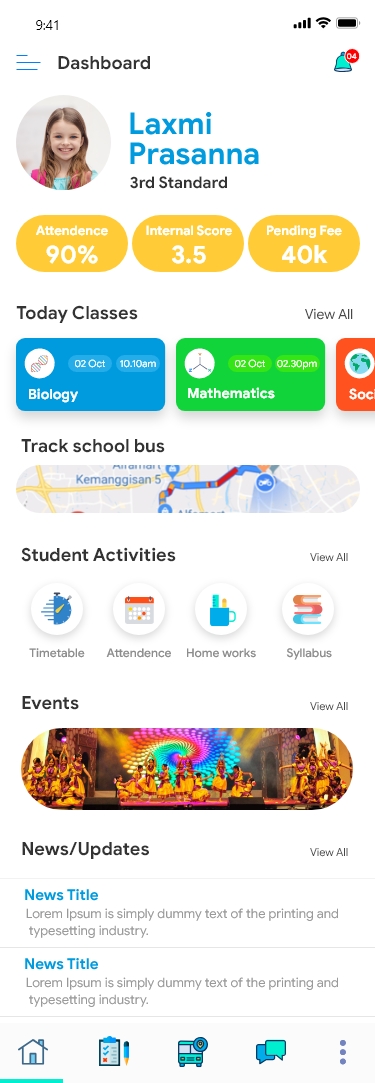 9:41
Dashboard
04
Laxmi
Prasanna
3rd Standard
Attendence
90%
Internal Score
3.5
Pending Fee
40k
Today Classes
View All
02 Oct
10.10am
Biology
02 Oct
02.30pm
Mathematics
Soci
Track school bus
Kemanggisan 5
Student Activities
View All
Timetable
Attendence
Home works
Syllabus
Events
View All
News/Updates
View All
News Title
Lorem Ipsum is simply dummy text of the printing and
typesetting industry.
News Title
Lorem Ipsum is simply dummy text of the printing and
typesetting industry.